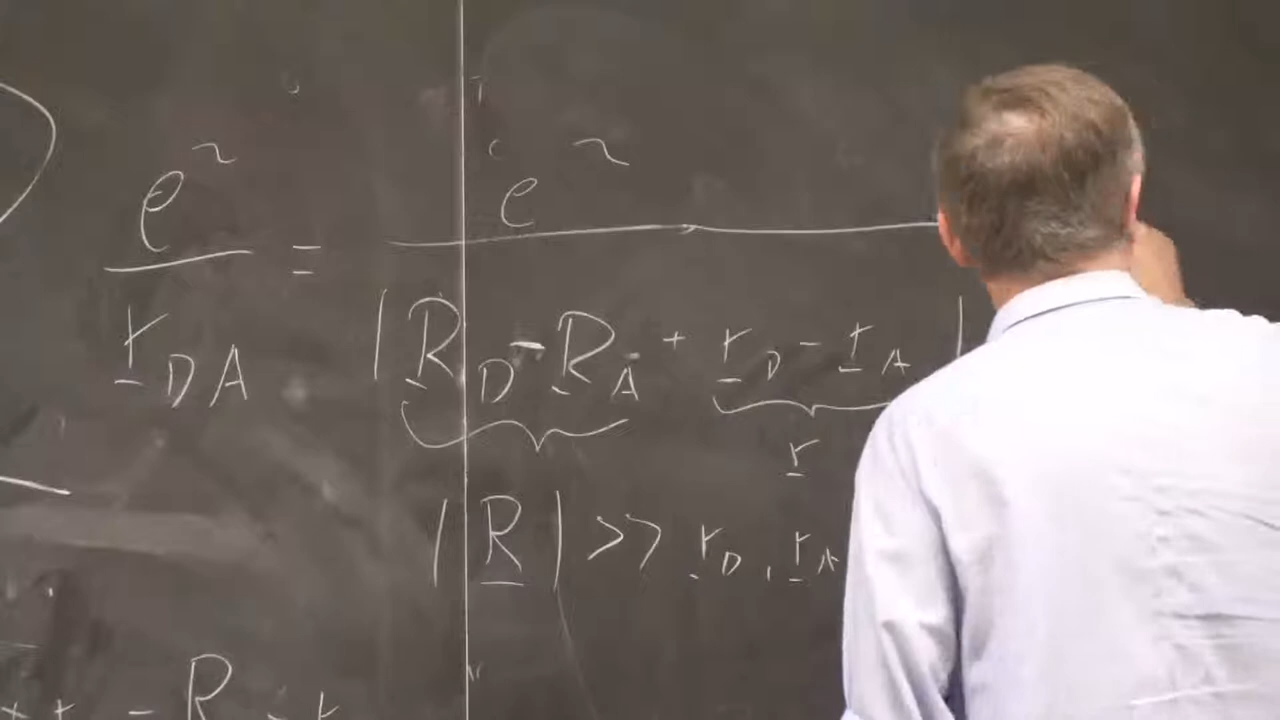 e² / r_DA = e² / |R_D - R_A + r_D - r_A|
r
|R| >> r_D, r_A
- R